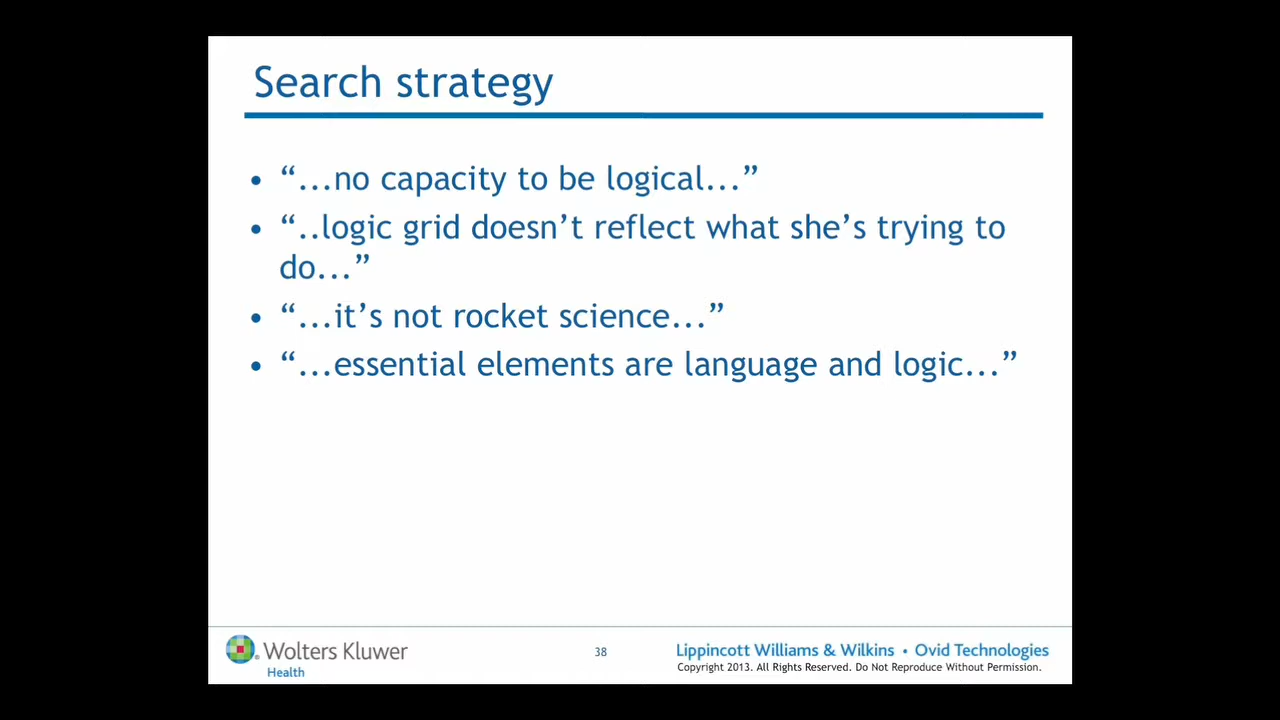 Search strategy
• “...no capacity to be logical...”
• “..logic grid doesn’t reflect what she’s trying to
do...”
• “...it’s not rocket science...”
• “...essential elements are language and logic...”
Wolters Kluwer
Health
38
Lippincott Williams & Wilkins • Ovid Technologies
Copyright 2013. All Rights Reserved. Do Not Reproduce Without Permission.